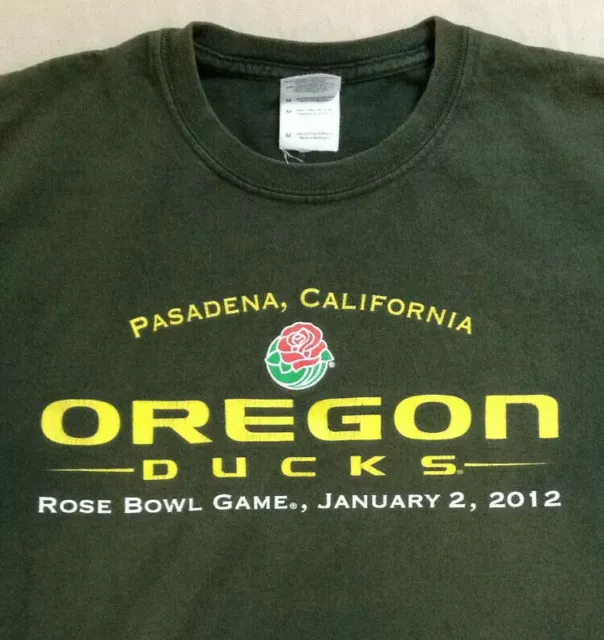 M
M
M
PASADENA, CALIFORNIA
®
OREGON
DUCKS®
ROSE BOWL GAME®, JANUARY 2, 2012